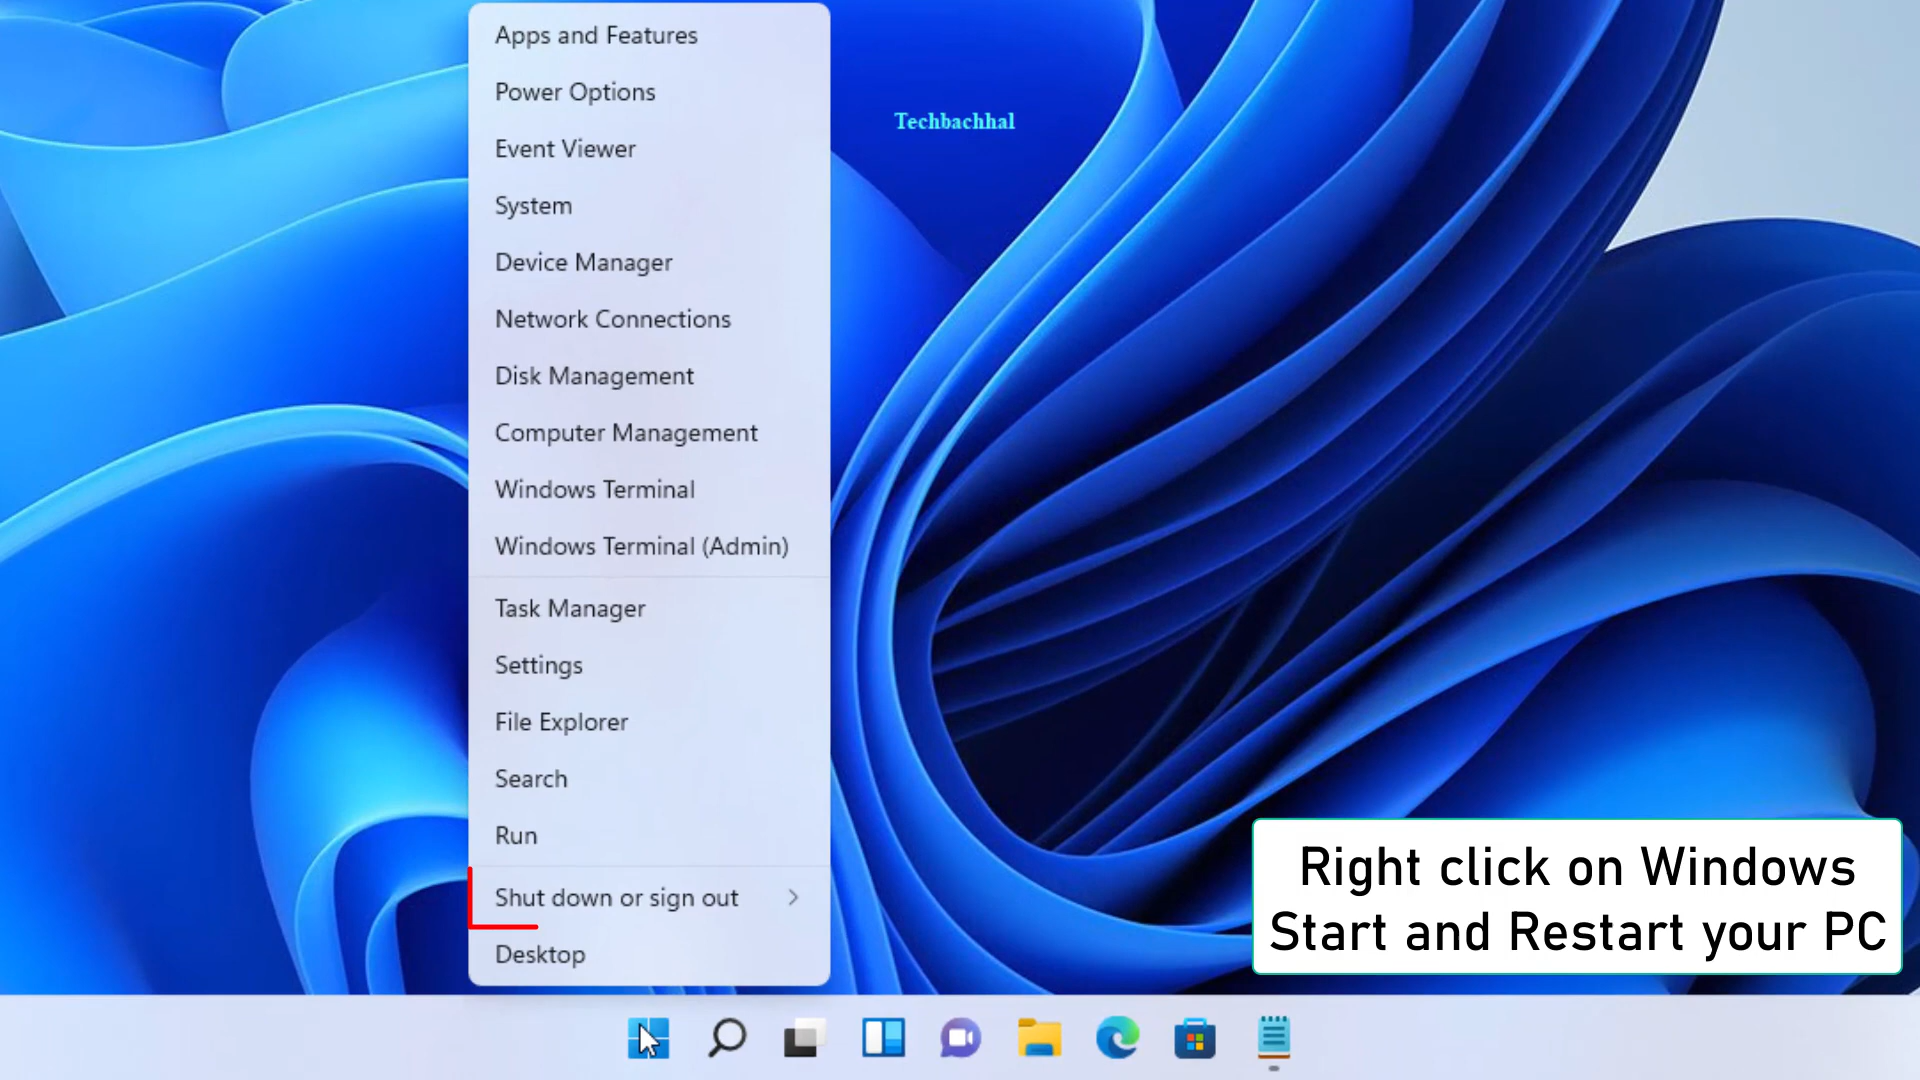 Apps and Features
Power Options
Event Viewer
System
Device Manager
Network Connections
Disk Management
Computer Management
Windows Terminal
Windows Terminal (Admin)
Task Manager
Settings
File Explorer
Search
Run
Shut down or sign out
Desktop
Techbachhal
Right click on Windows
Start and Restart your PC